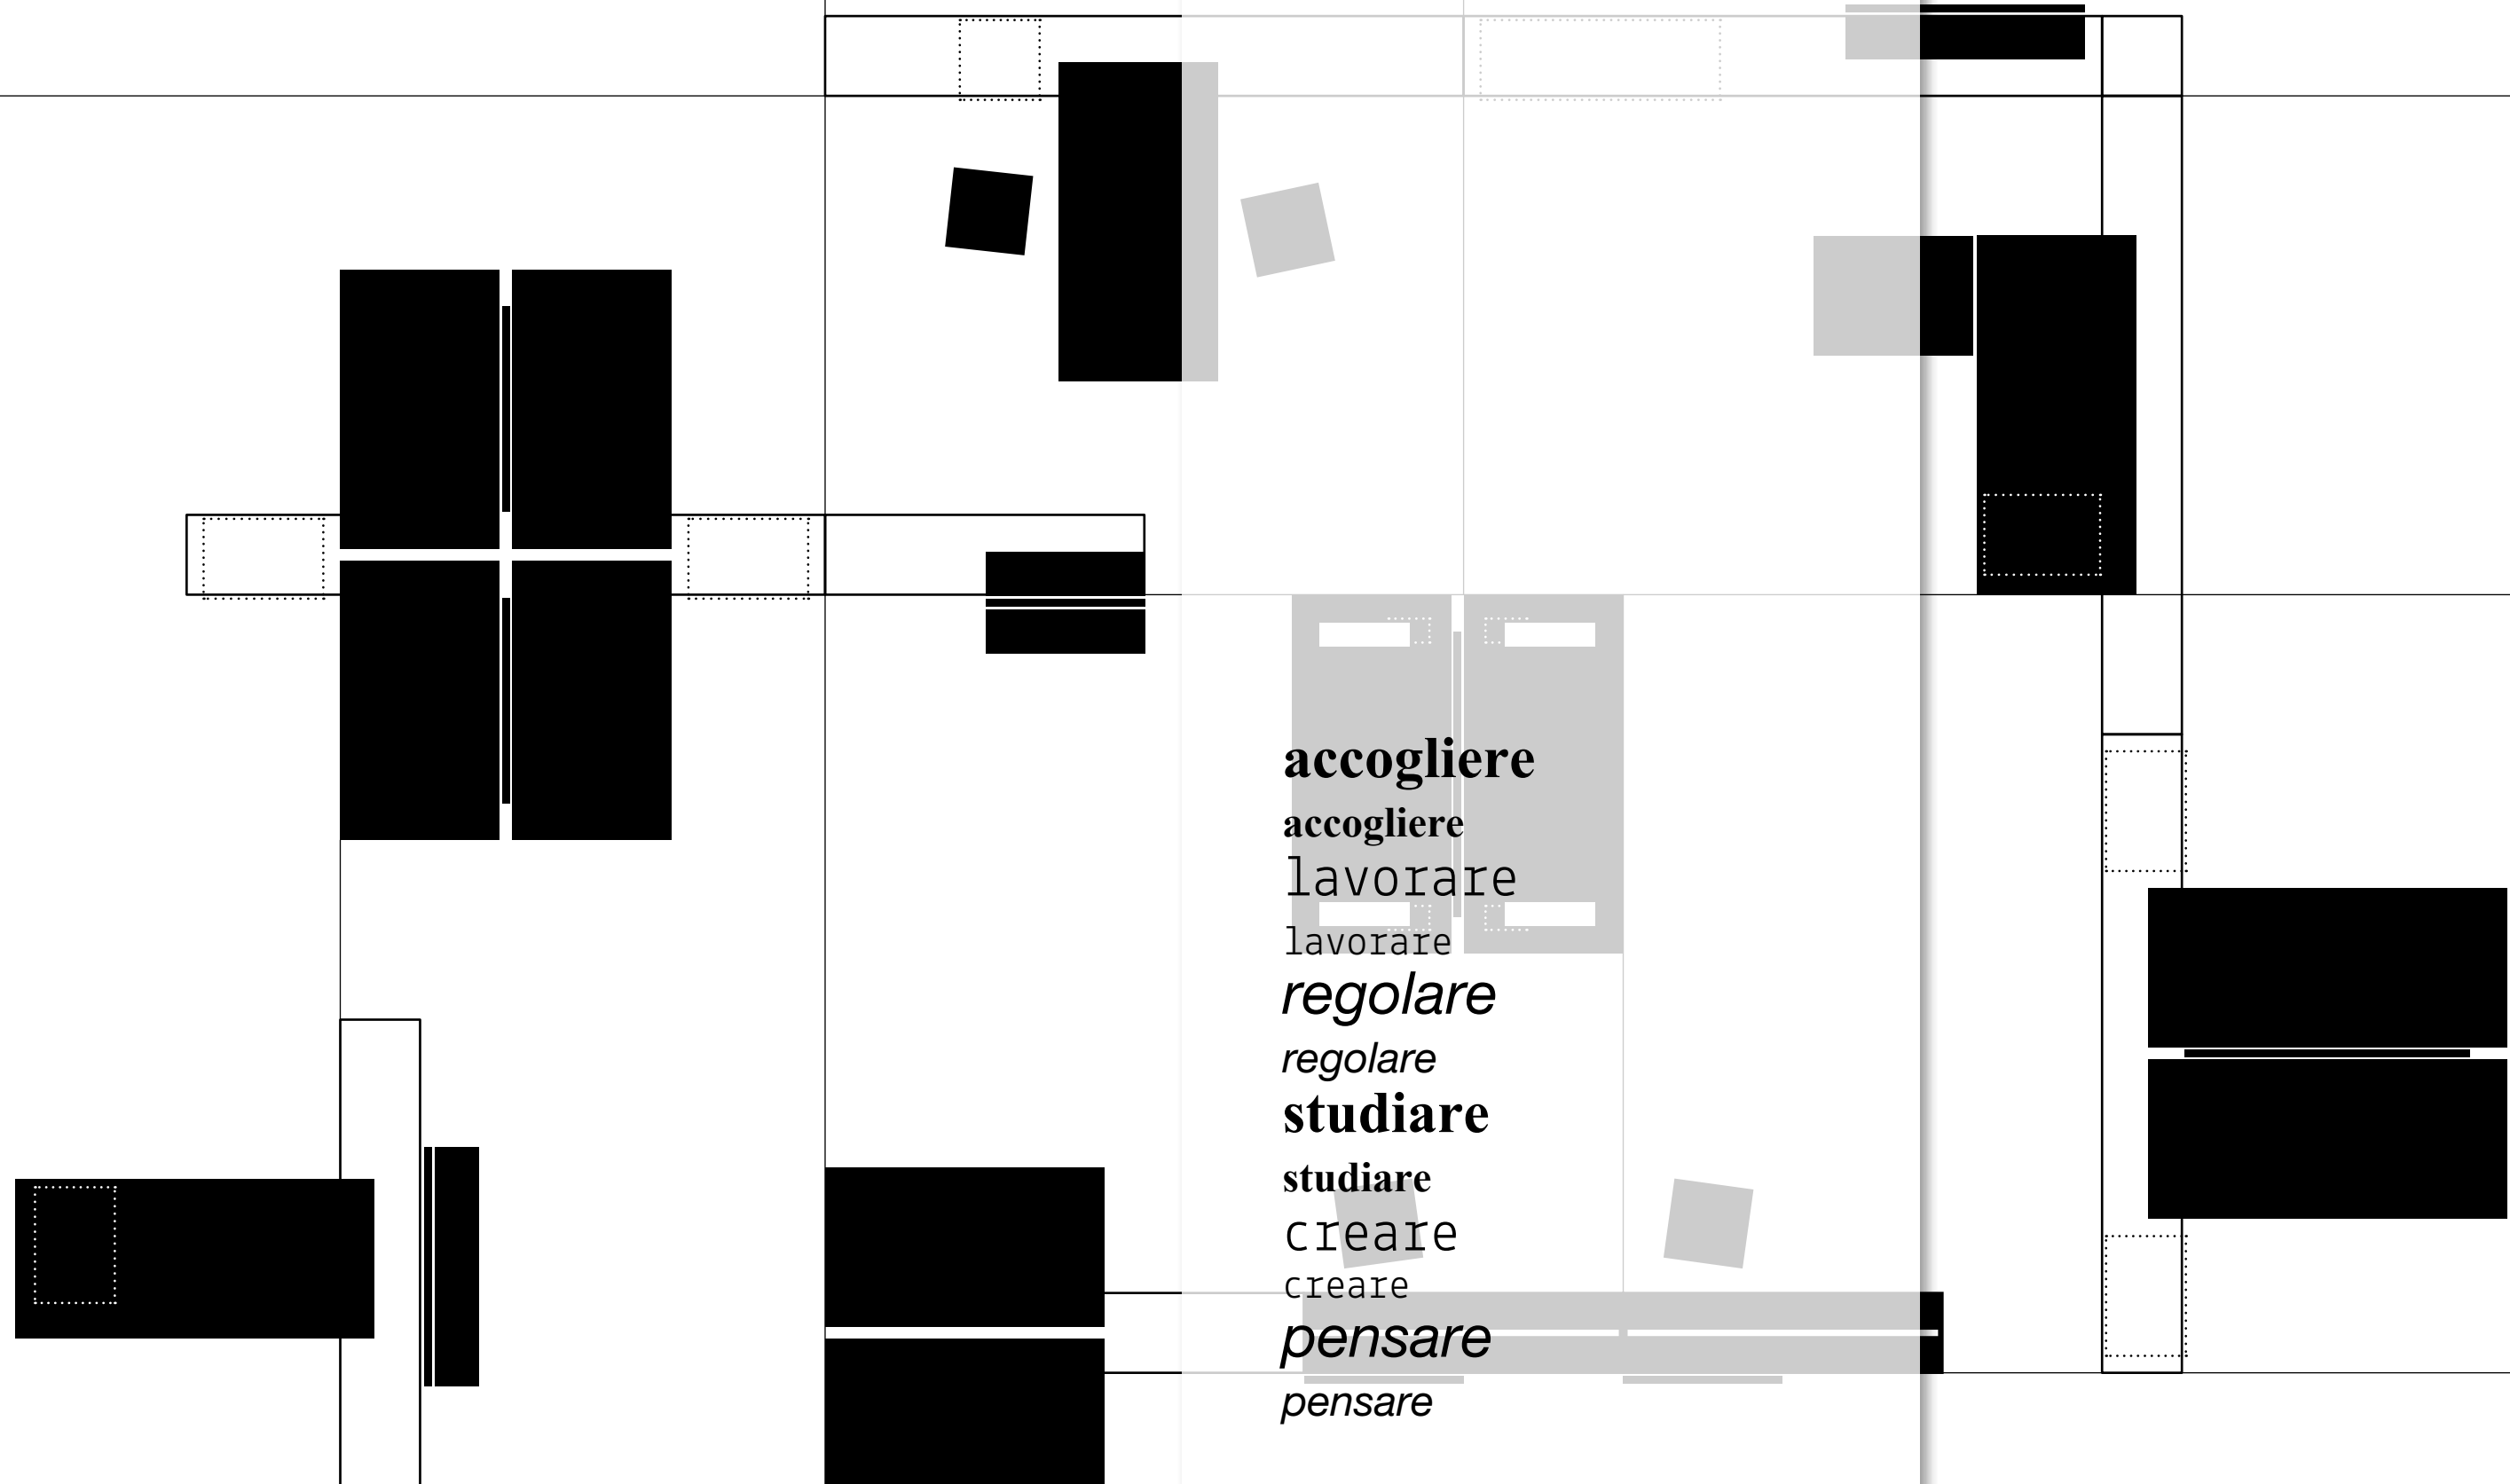 accogliere
accogliere
lavorare
lavorare
regolare
regolare
studiare
studiare
creare
creare
pensare
pensare